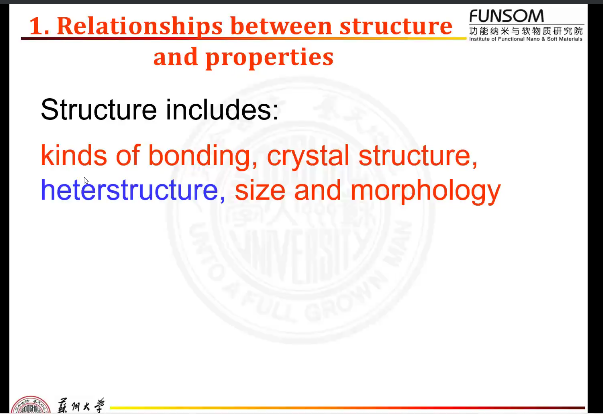 1. Relationships between structure
and properties
FUNSOM
功能纳米与软物质研究院
Institute of Functional Nano & Soft Materials
Structure includes:
kinds of bonding, crystal structure,
heterstructure, size and morphology
UNIVERSITY
UNTO A FULL GROWN MAN
蘇州大學